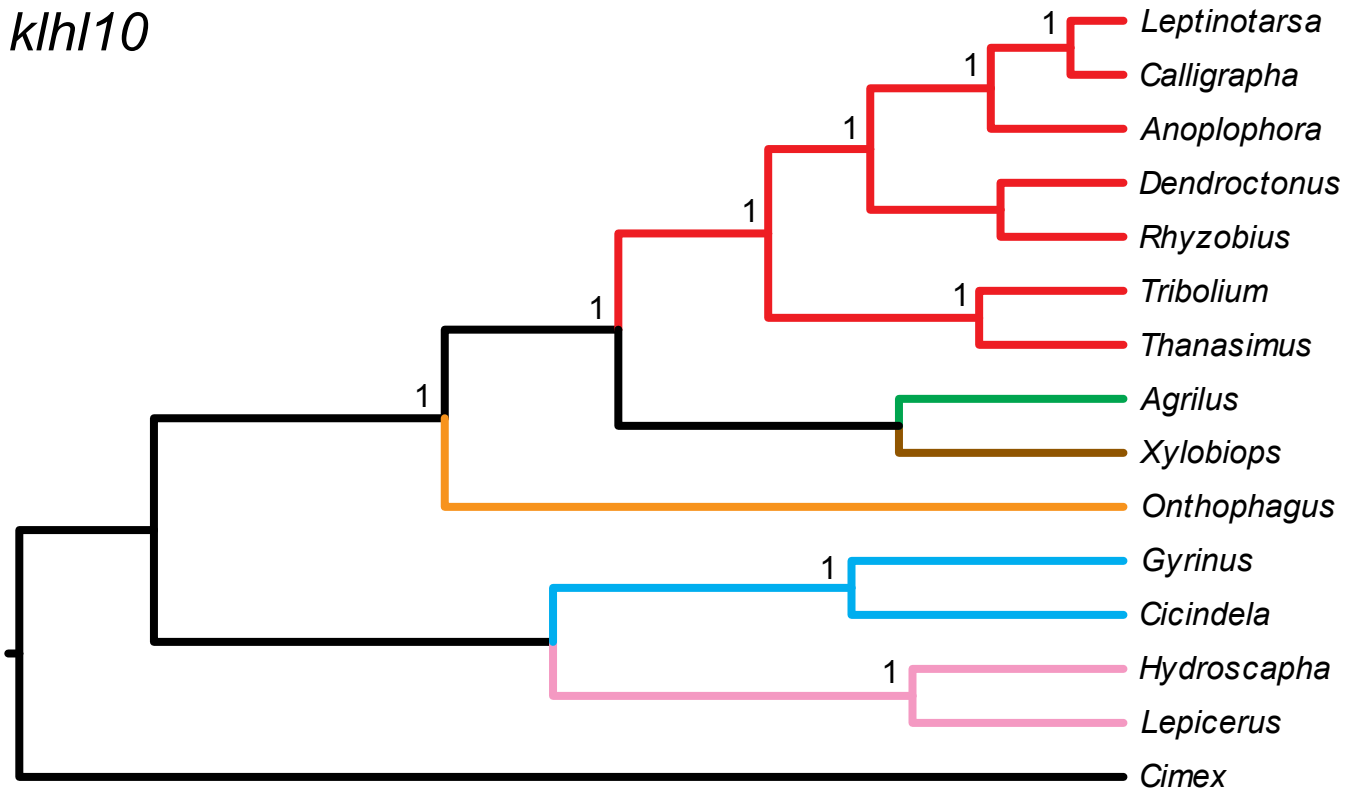 klhl10
1
Leptinotarsa
1
Calligrapha
1
Anoplophora
Dendroctonus
1
Rhyzobius
1
Tribolium
1
Thanasimus
1
Agrilus
Xylobiops
Onthophagus
1
Gyrinus
Cicindela
1
Hydroscapha
Lepicerus
Cimex